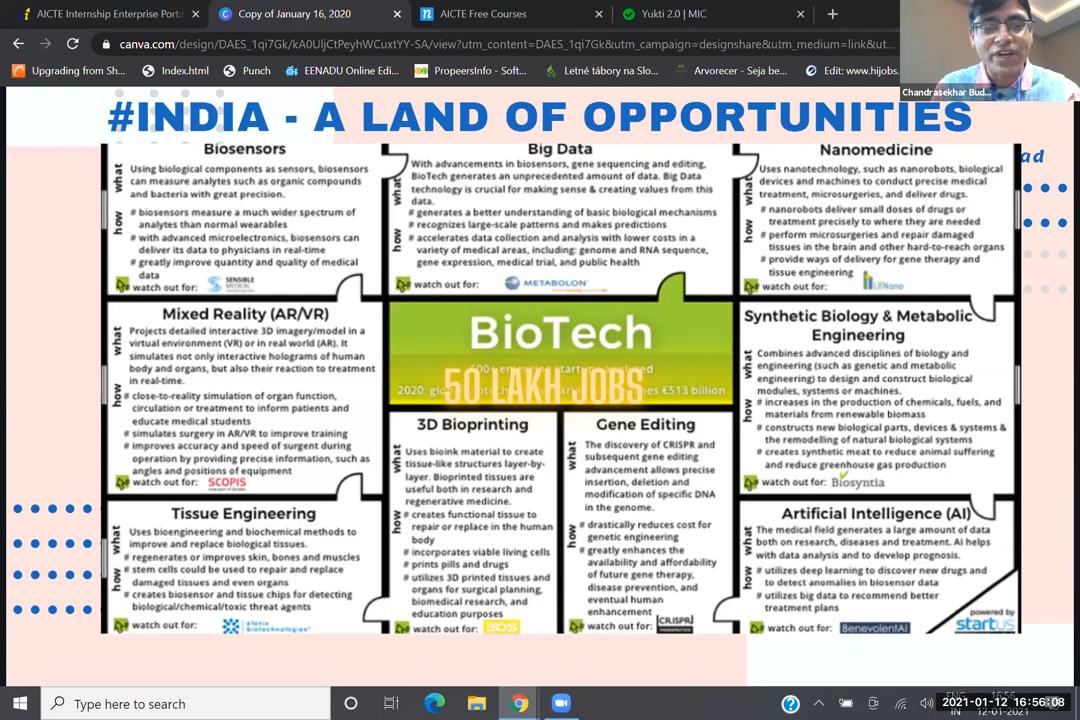 AICTE Internship Enterprise Porta
Copy of January 16, 2020
AICTE Free Courses
Yukti 2.0 | MIC
canva.com/design/DAES_1qi7Gk/kA0UljCtPeyhWCuxtYY-SA/view?utm_content=DAES_1qi7Gk&utm_campaign=designshare&utm_medium=link&ut...
Upgrading from Sh...
Index.html
Punch
EENADU Online Edi...
PropeersInfo - Soft...
Letné tábory na Slo...
Arvorecer - Seja be...
Edit: www.hijobs.
Chandrasekhar Bud...
#INDIA - A LAND OF OPPORTUNITIES
ad
Biosensors
what
Using biological components as sensors, biosensors
can measure analytes such as organic compounds
and bacteria with great precision.
how
# biosensors measure a much wider spectrum of
analytes than normal wearables
# with advanced microelectronics, biosensors can
deliver its data to physicians in real-time
# greatly improve quantity and quality of medical
data
watch out for:
SENSIBLE
MEDICAL
Big Data
what
With advancements in biosensors, gene sequencing and editing,
BioTech generates an unprecedented amount of data. Big Data
technology is crucial for making sense & creating values from this
data.
how
# generates a better understanding of basic biological mechanisms
# recognizes large-scale patterns and makes predictions
# accelerates data collection and analysis with lower costs in a
variety of medical areas, including: genome and RNA sequence,
gene expression, medical trial, and public health
watch out for:
METABOLON
Nanomedicine
what
Uses nanotechnology, such as nanorobots, biological
devices and machines to conduct precise medical
treatment, microsurgeries, and deliver drugs.
how
# nanorobots deliver small doses of drugs or
treatment precisely to where they are needed
# perform microsurgeries and repair damaged
tissues in the brain and other hard-to-reach organs
# provide ways of delivery for gene therapy and
tissue engineering
watch out for:
LIFNano
Mixed Reality (AR/VR)
what
Projects detailed interactive 3D imagery/model in a
virtual environment (VR) or in real world (AR). It
simulates not only interactive holograms of human
body and organs, but also their reaction to treatment
in real-time.
how
# close-to-reality simulation of organ function,
circulation or treatment to inform patients and
educate medical students
# simulates surgery in AR/VR to improve training
# improves accuracy and speed of surgent during
operation by providing precise information, such as
angles and positions of equipment
watch out for:
SCOPIS
BioTech
50 LAKH JOBS
2020:
€513 billion
Synthetic Biology & Metabolic
Engineering
what
Combines advanced disciplines of biology and
engineering (such as genetic and metabolic
engineering) to design and construct biological
modules, systems or machines.
how
# increases in the production of chemicals, fuels, and
materials from renewable biomass
# constructs new biological parts, devices & systems &
the remodelling of natural biological systems
# creates synthetic meat to reduce animal suffering
and reduce greenhouse gas production
watch out for:
Biosyntia
Tissue Engineering
what
Uses bioengineering and biochemical methods to
improve and replace biological tissues.
how
# regenerates or improves skin, bones and muscles
# stem cells could be used to repair and replace
damaged tissues and even organs
# creates biosensor and tissue chips for detecting
biological/chemical/toxic threat agents
watch out for:
elanix
biotechnologies
3D Bioprinting
what
Uses bioink material to create
tissue-like structures layer-by-
layer. Bioprinted tissues are
useful both in research and
regenerative medicine.
how
# creates functional tissue to
repair or replace in the human
body
# incorporates viable living cells
# prints pills and drugs
# utilizes 3D printed tissues and
organs for surgical planning,
biomedical research, and
education purposes
watch out for:
3DS
Gene Editing
what
The discovery of CRISPR and
subsequent gene editing
advancement allows precise
insertion, deletion and
modification of specific DNA
in the genome.
how
# drastically reduces cost for
genetic engineering
# greatly enhances the
availability and affordability
of future gene therapy,
disease prevention, and
eventual human
enhancement
watch out for:
CRISPR
THERAPEUTICS
Artificial Intelligence (AI)
what
The medical field generates a large amount of data
both on research, diseases and treatment. AI helps
with data analysis and to develop prognosis.
how
# utilizes deep learning to discover new drugs and
to detect anomalies in biosensor data
# utilizes big data to recommend better
treatment plans
watch out for:
BenevolentAI
powered by
startus
Type here to search
ENG
IN
16:56
12-01-2021
2021-01-12 16:56:08